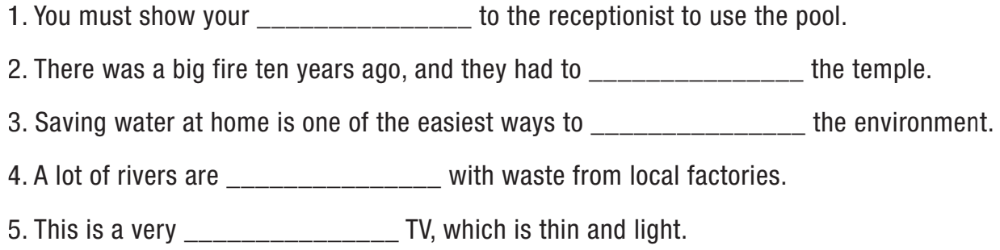 1. You must show your _______________ to the receptionist to use the pool.
2. There was a big fire ten years ago, and they had to _______________ the temple.
3. Saving water at home is one of the easiest ways to _______________ the environment.
4. A lot of rivers are _______________ with waste from local factories.
5. This is a very _______________ TV, which is thin and light.